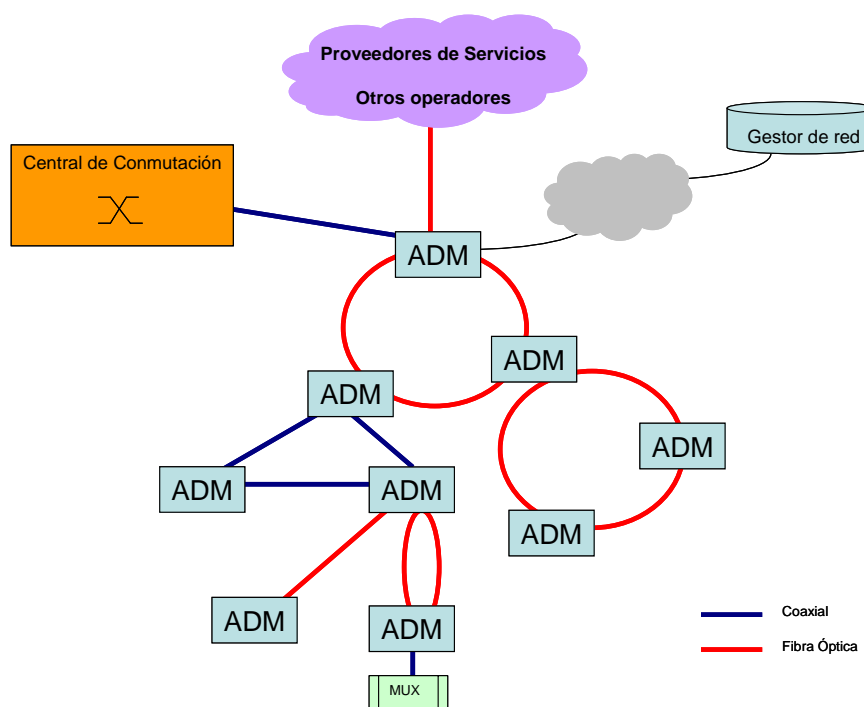 Proveedores de Servicios
Otros operadores
Gestor de red
Central de Conmutación
ADM
ADM
ADM
ADM
ADM
ADM
ADM
ADM
ADM
Coaxial
Fibra Óptica
MUX